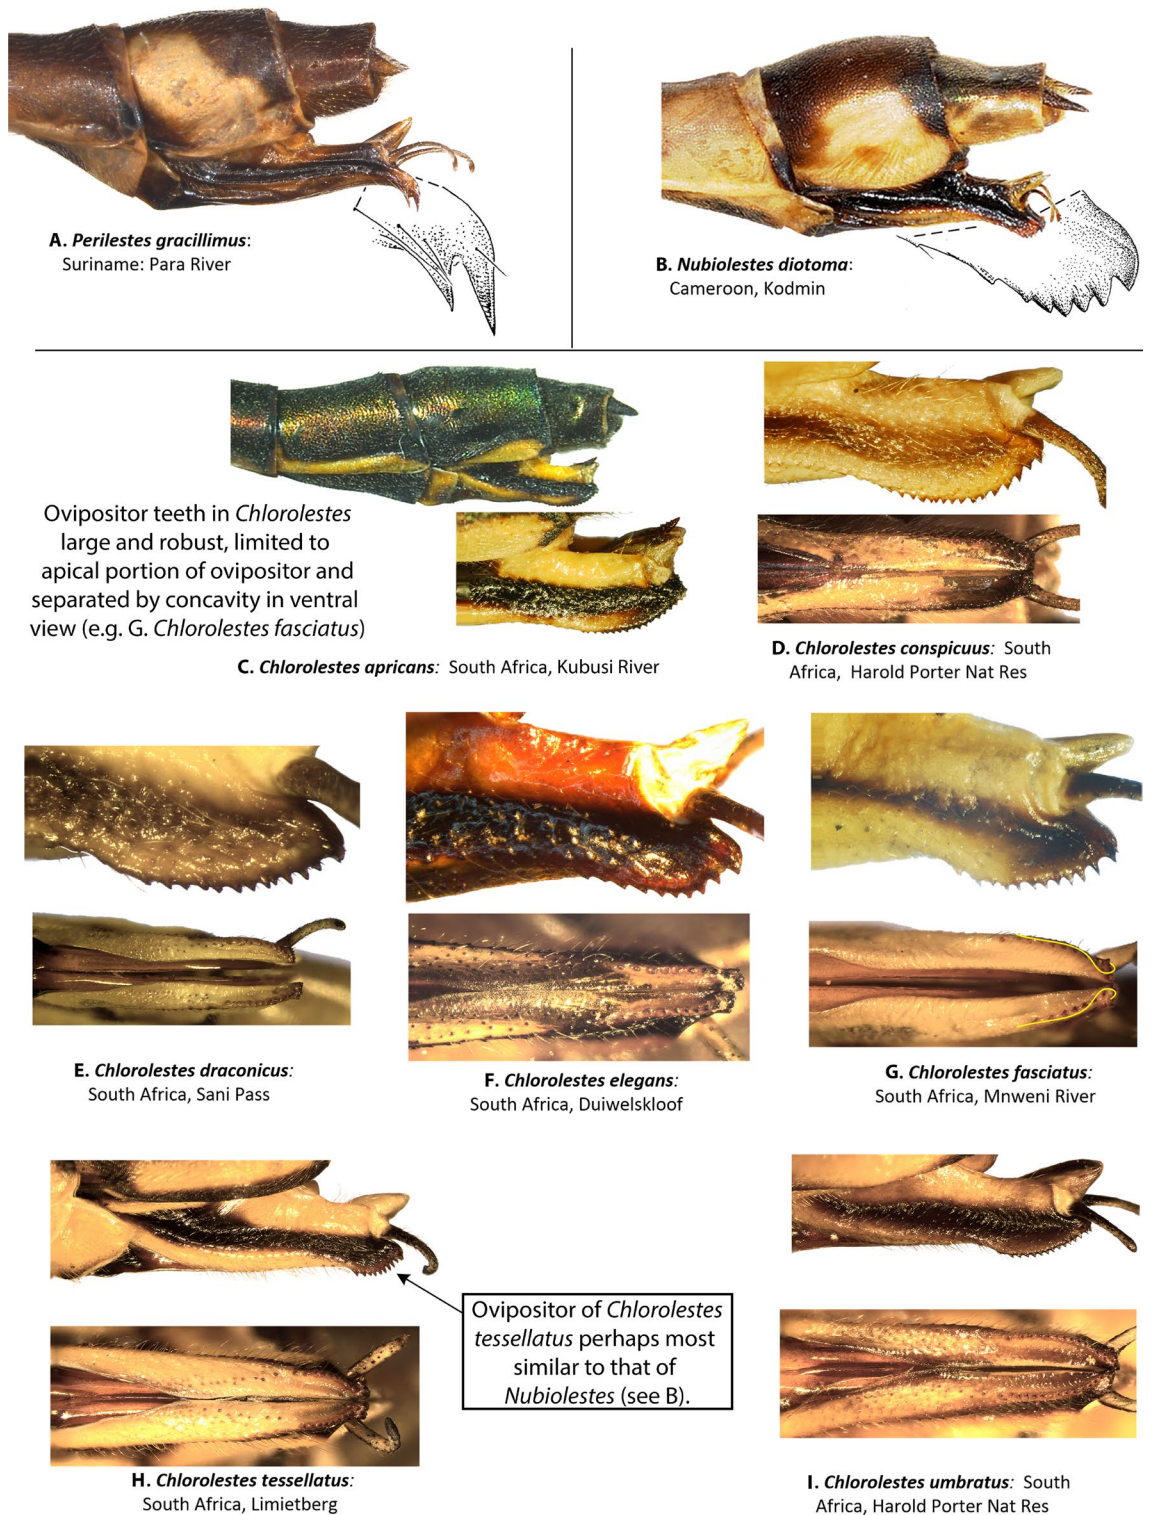 A. Perilestes gracillimus:
Suriname: Para River
B. Nubiolestes diotoma:
Cameroon, Kodmin
Ovipositor teeth in Chlorolestes
large and robust, limited to
apical portion of ovipositor and
separated by concavity in ventral
view (e.g. G. Chlorolestes fasciatus)
C. Chlorolestes apricans: South Africa, Kubusi River
D. Chlorolestes conspicuus: South
Africa, Harold Porter Nat Res
E. Chlorolestes draconicus:
South Africa, Sani Pass
F. Chlorolestes elegans:
South Africa, Duiwelskloof
G. Chlorolestes fasciatus:
South Africa, Mnweni River
Ovipositor of Chlorolestes
tessellatus perhaps most
similar to that of
Nubiolestes (see B).
H. Chlorolestes tessellatus:
South Africa, Limietberg
I. Chlorolestes umbratus: South
Africa, Harold Porter Nat Res